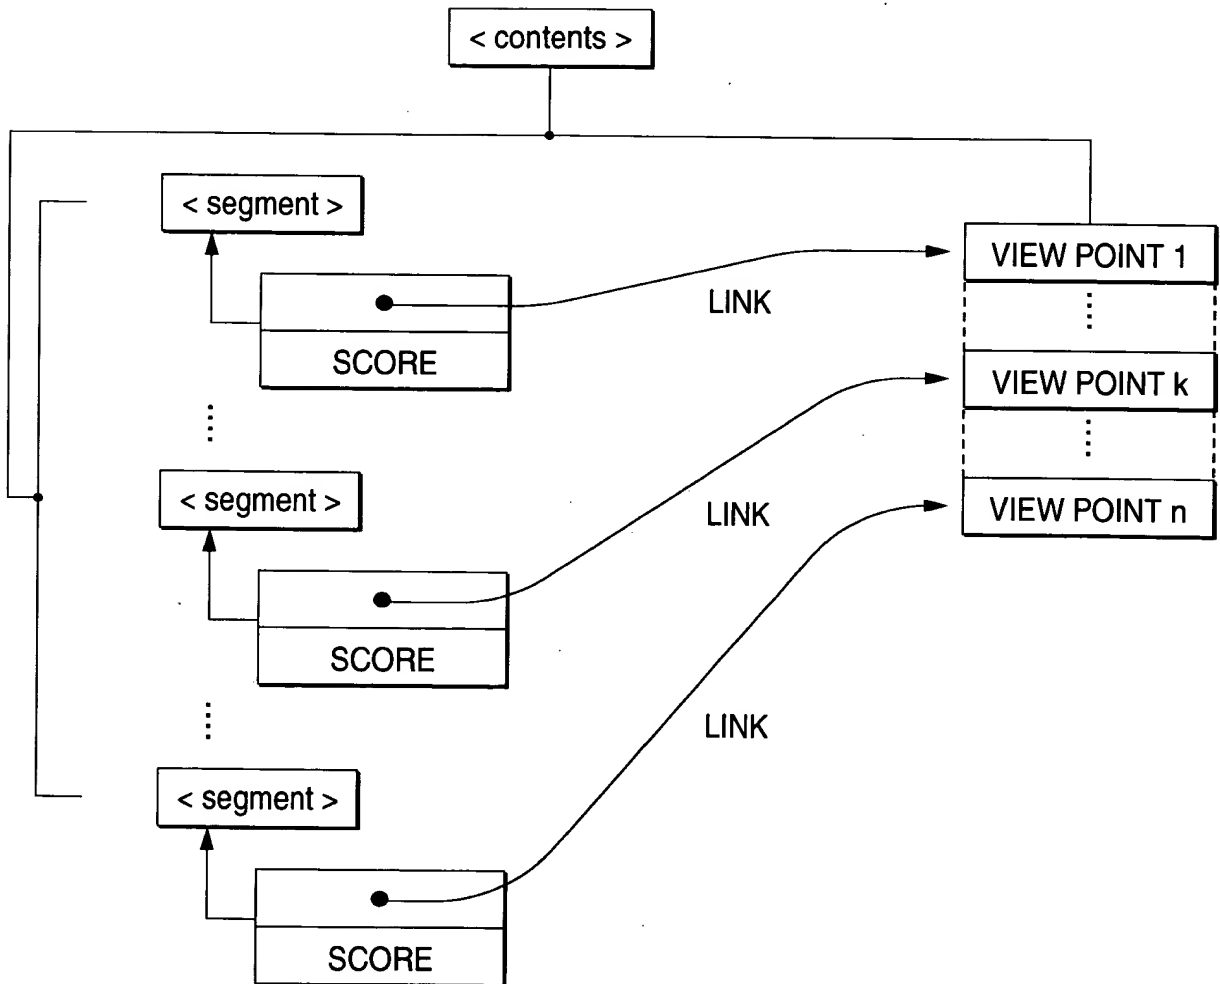 < contents >
< segment >
VIEW POINT 1
LINK
SCORE
VIEW POINT k
< segment >
LINK
VIEW POINT n
SCORE
LINK
< segment >
SCORE